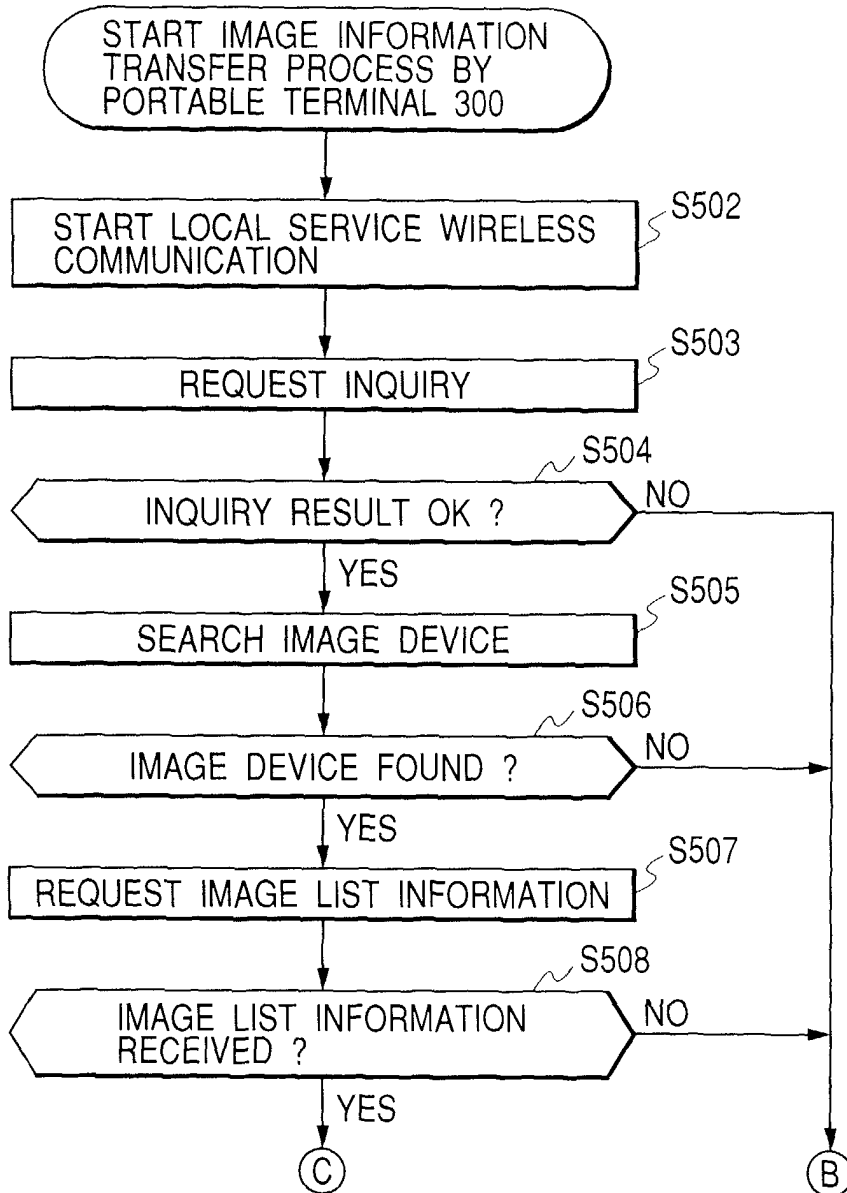 START IMAGE INFORMATION
TRANSFER PROCESS BY
PORTABLE TERMINAL 300
S502
START LOCAL SERVICE WIRELESS
COMMUNICATION
S503
REQUEST INQUIRY
S504
INQUIRY RESULT OK ?
NO
YES
S505
SEARCH IMAGE DEVICE
S506
IMAGE DEVICE FOUND ?
NO
YES
S507
REQUEST IMAGE LIST INFORMATION
S508
IMAGE LIST INFORMATION
RECEIVED ?
NO
YES
C
B